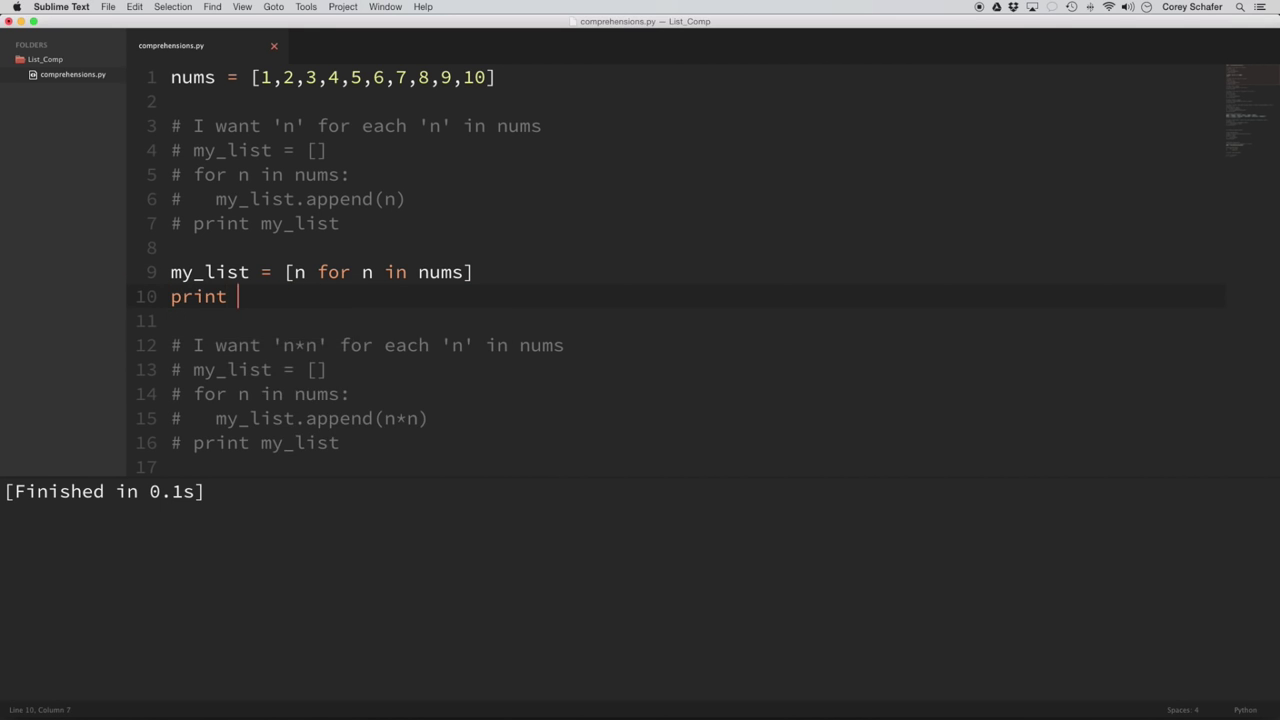 Sublime Text File Edit Selection Find View Goto Tools Project Window Help Corey Schafer
comprehensions.py — List_Comp
FOLDERS
List_Comp
comprehensions.py
comprehensions.py
1 nums = [1,2,3,4,5,6,7,8,9,10]
2
3 # I want 'n' for each 'n' in nums
4 # my_list = []
5 # for n in nums:
6 #   my_list.append(n)
7 # print my_list
8
9 my_list = [n for n in nums]
10 print
11
12 # I want 'n*n' for each 'n' in nums
13 # my_list = []
14 # for n in nums:
15 #   my_list.append(n*n)
16 # print my_list
17
[Finished in 0.1s]
Line 10, Column 7 Spaces: 4 Python